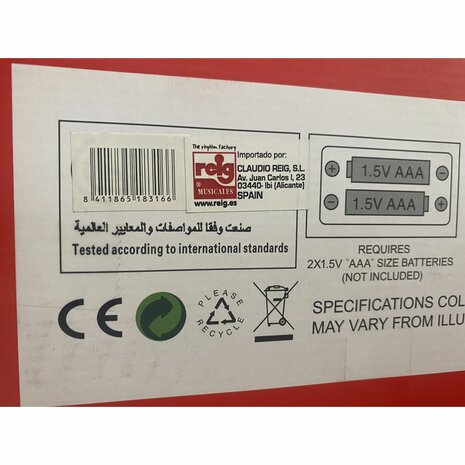 The rhythm Factory
reig
MUSICALES
www.reig.es
8 411865 183166
Importado por:
CLAUDIO REIG, S.L.
Av. Juan Carlos I, 23
03440- Ibi (Alicante)
SPAIN
صنعت وفقا للمواصفات والمعايير العالمية
Tested according to international standards
+ 1.5V AAA -
+ 1.5V AAA -
REQUIRES
2X1.5V "AAA" SIZE BATTERIES
(NOT INCLUDED)
CE
PLEASE
RECYCLE
SPECIFICATIONS COL
MAY VARY FROM ILLU